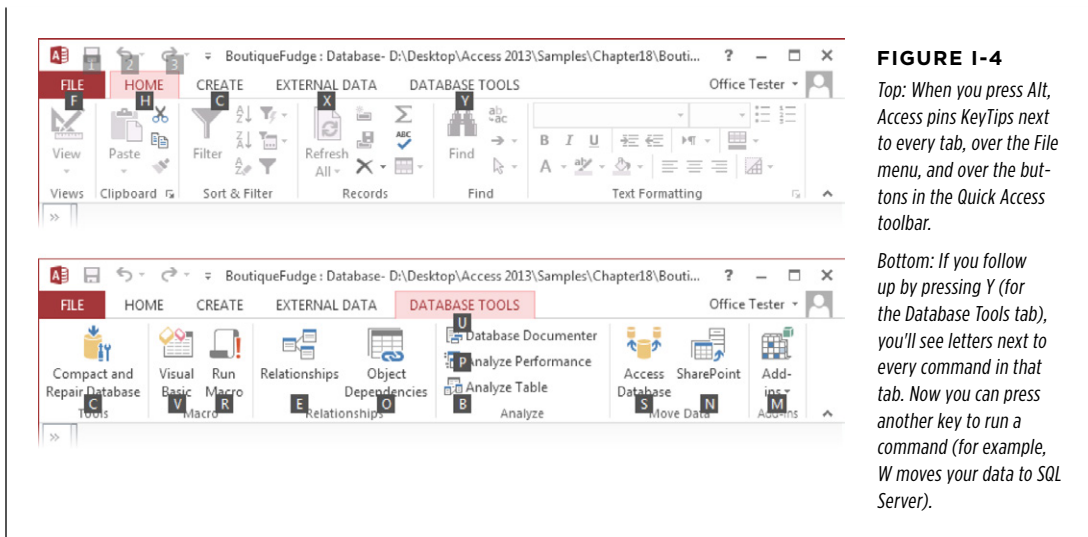 BoutiqueFudge : Database- D:\Desktop\Access 2013\Samples\Chapter18\Bouti... ?
1 2 3
FILE HOME CREATE EXTERNAL DATA DATABASE TOOLS Office Tester
F H C X Y
View Paste Filter Refresh All Find
ab ac
ABC
B I U
A ab
Views Clipboard Sort & Filter Records Find Text Formatting
BoutiqueFudge : Database- D:\Desktop\Access 2013\Samples\Chapter18\Bouti... ?
FILE HOME CREATE EXTERNAL DATA DATABASE TOOLS Office Tester
U
Database Documenter
P Analyze Performance
Compact and Repair Database Visual Basic Run Macro Relationships Object Dependencies Analyze Table Access Database SharePoint Add-ins
C V R E O B S N M
Tools Macro Relationships Analyze Move Data Add-Ins
FIGURE I-4
Top: When you press Alt,
Access pins KeyTips next
to every tab, over the File
menu, and over the but-
tons in the Quick Access
toolbar.
Bottom: If you follow
up by pressing Y (for
the Database Tools tab),
you'll see letters next to
every command in that
tab. Now you can press
another key to run a
command (for example,
W moves your data to SQL
Server).